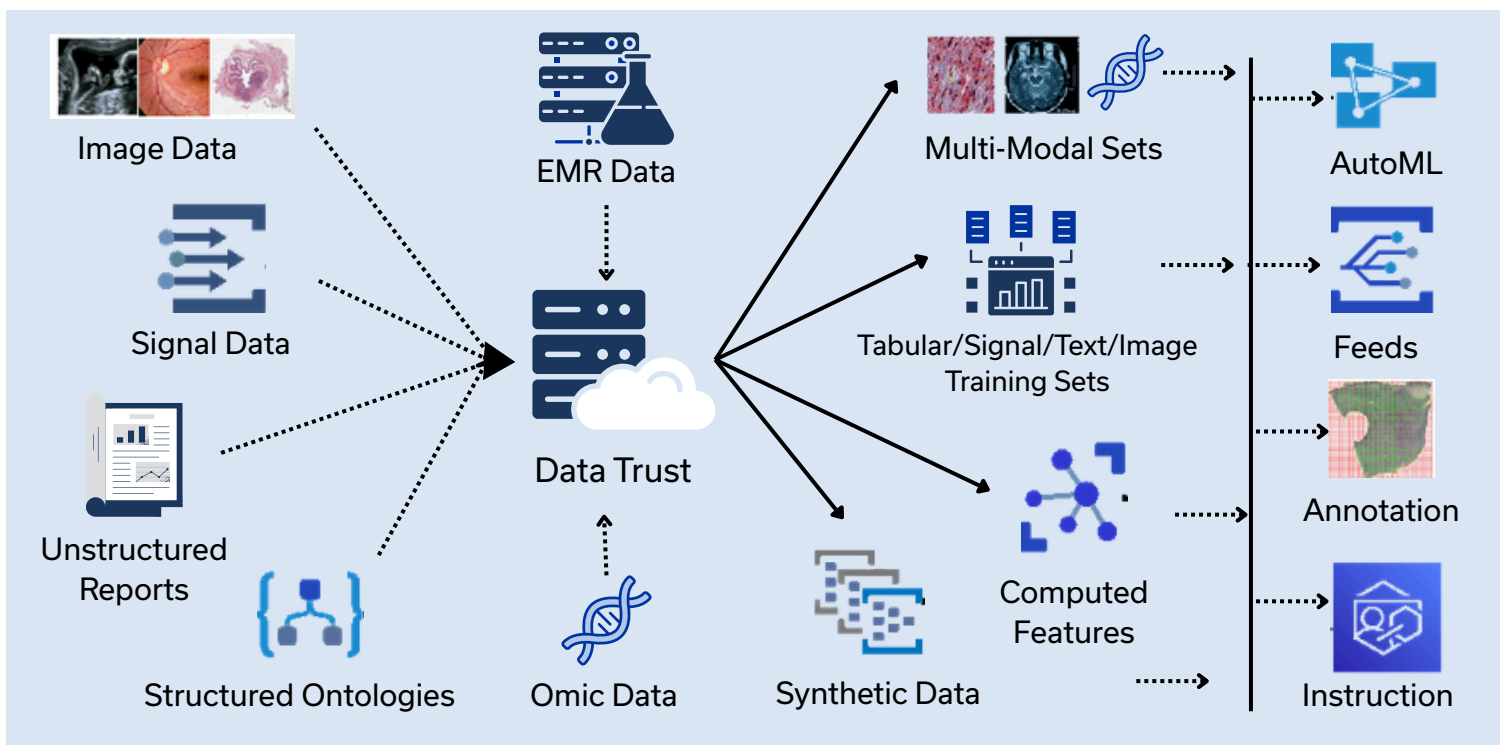 Image Data
EMR Data
Multi-Modal Sets
AutoML
Signal Data
Tabular/Signal/Text/Image
Training Sets
Feeds
Data Trust
Unstructured
Reports
Annotation
Computed
Features
Structured Ontologies
Omic Data
Synthetic Data
Instruction